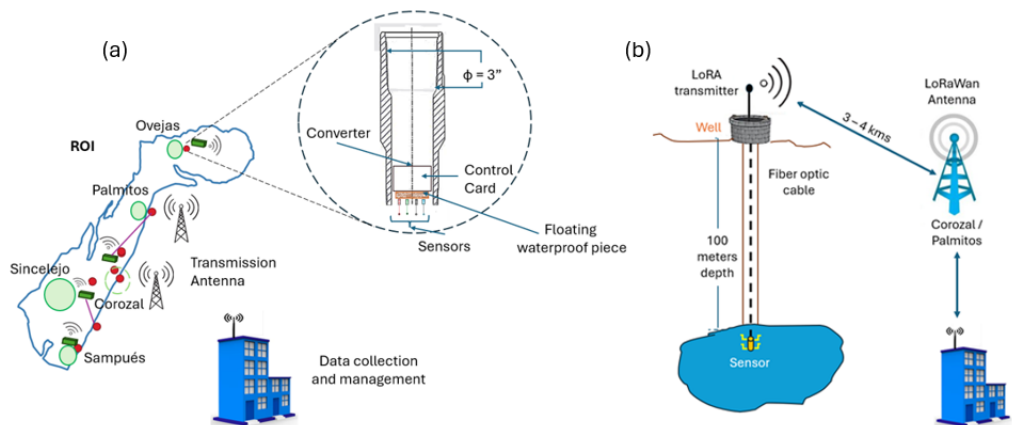 (a)
ROI
Ovejas
Palmitos
Sincelejo
Corozal
Sampués
Transmission
Antenna
Data collection
and management
ϕ = 3”
Converter
Control
Card
Floating
waterproof piece
Sensors
(b)
LoRA
transmitter
Well
3 – 4 kms
LoRaWan
Antenna
Fiber optic
cable
100
meters
depth
Corozal /
Palmitos
Sensor